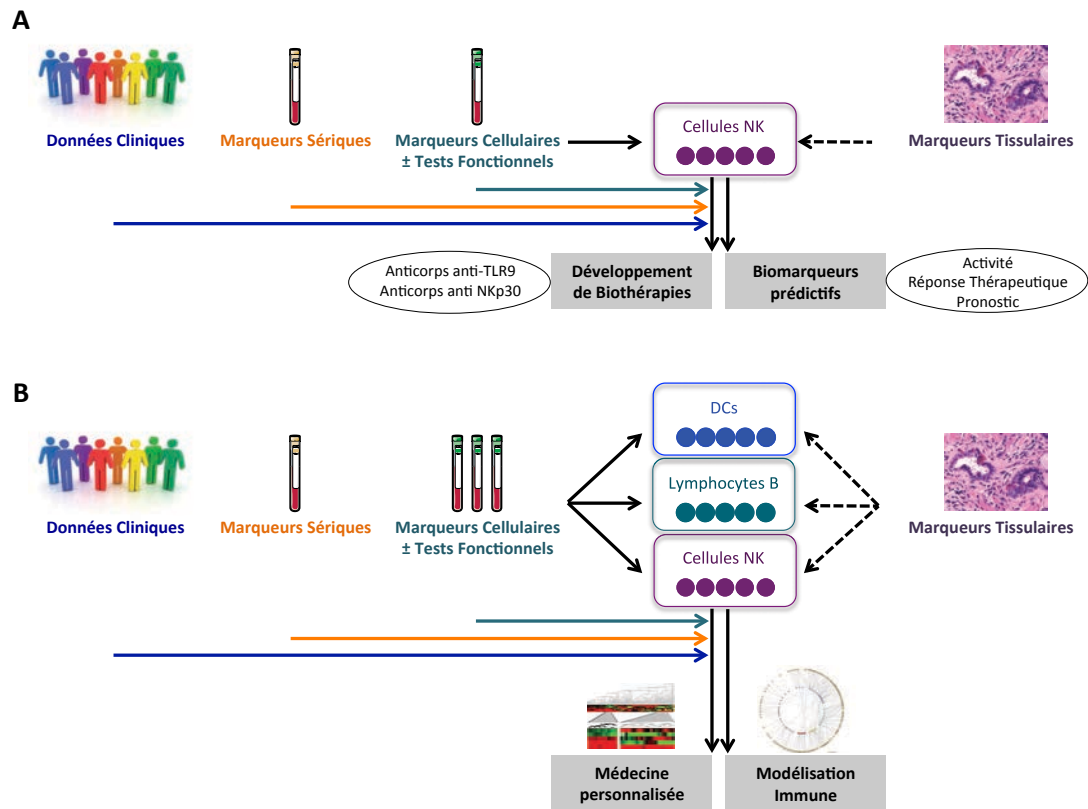 A
Données Cliniques
Marqueurs Sériques
Marqueurs Cellulaires
± Tests Fonctionnels
Cellules NK
Marqueurs Tissulaires
Anticorps anti-TLR9
Anticorps anti NKp30
Développement
de Biothérapies
Biomarqueurs
prédictifs
Activité
Réponse Thérapeutique
Pronostic
B
DCs
Lymphocytes B
Cellules NK
Données Cliniques
Marqueurs Sériques
Marqueurs Cellulaires
± Tests Fonctionnels
Marqueurs Tissulaires
Médecine
personnalisée
Modélisation
Immune